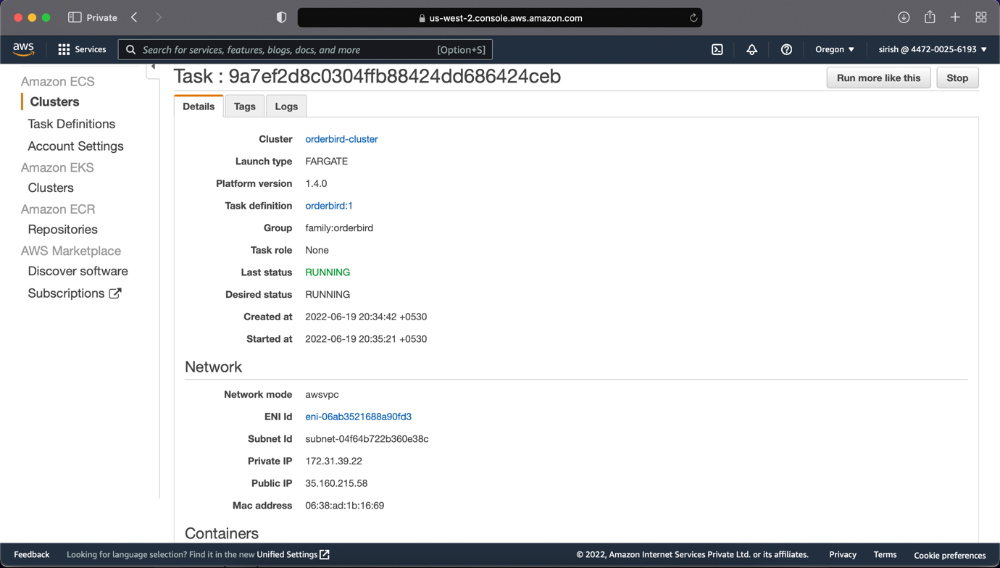 Private
us-west-2.console.aws.amazon.com
aws
Services
Search for services, features, blogs, docs, and more
[Option+S]
Oregon
sirish @ 4472-0025-6193
Amazon ECS
Clusters
Task Definitions
Account Settings
Amazon EKS
Clusters
Amazon ECR
Repositories
AWS Marketplace
Discover software
Subscriptions
Task : 9a7ef2d8c0304ffb88424dd686424ceb
Run more like this
Stop
Details
Tags
Logs
Cluster orderbird-cluster
Launch type FARGATE
Platform version 1.4.0
Task definition orderbird:1
Group family:orderbird
Task role None
Last status RUNNING
Desired status RUNNING
Created at 2022-06-19 20:34:42 +0530
Started at 2022-06-19 20:35:21 +0530
Network
Network mode awsvpc
ENI Id eni-06ab3521688a90fd3
Subnet Id subnet-04f64b722b360e38c
Private IP 172.31.39.22
Public IP 35.160.215.58
Mac address 06:38:ad:1b:16:69
Containers
Feedback
Looking for language selection? Find it in the new Unified Settings
© 2022, Amazon Internet Services Private Ltd. or its affiliates.
Privacy
Terms
Cookie preferences